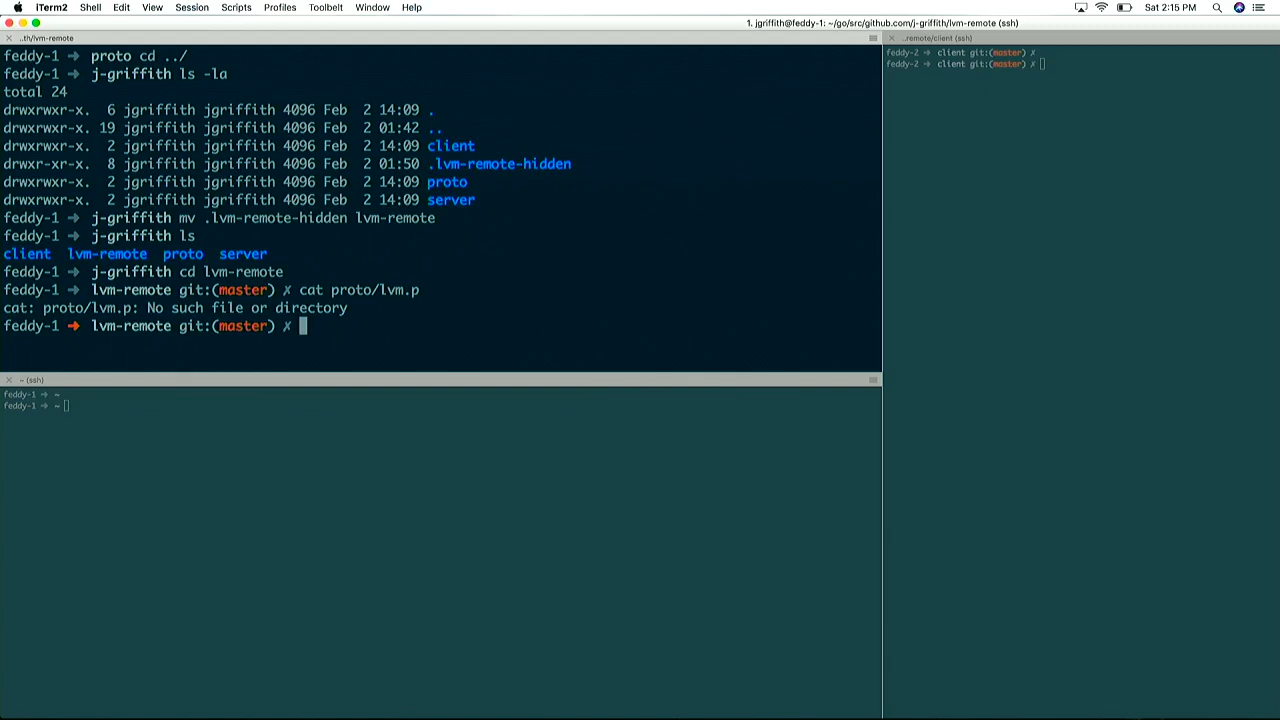 iTerm2 Shell Edit View Session Scripts Profiles Toolbelt Window Help Sat 2:15 PM
1. jgriffith@feddy-1: ~/go/src/github.com/j-griffith/lvm-remote (ssh)
..th/lvm-remote
feddy-1 ➜ proto cd ../
feddy-1 ➜ j-griffith ls -la
total 24
drwxrwxr-x. 6 jgriffith jgriffith 4096 Feb 2 14:09 .
drwxrwxr-x. 19 jgriffith jgriffith 4096 Feb 2 01:42 ..
drwxrwxr-x. 2 jgriffith jgriffith 4096 Feb 2 14:09 client
drwxr-xr-x. 8 jgriffith jgriffith 4096 Feb 2 01:50 .lvm-remote-hidden
drwxrwxr-x. 2 jgriffith jgriffith 4096 Feb 2 14:09 proto
drwxrwxr-x. 2 jgriffith jgriffith 4096 Feb 2 14:09 server
feddy-1 ➜ j-griffith mv .lvm-remote-hidden lvm-remote
feddy-1 ➜ j-griffith ls
client lvm-remote proto server
feddy-1 ➜ j-griffith cd lvm-remote
feddy-1 ➜ lvm-remote git:(master) ✗ cat proto/lvm.p
cat: proto/lvm.p: No such file or directory
feddy-1 ➜ lvm-remote git:(master) ✗
~ (ssh)
feddy-1 ➜ ~
feddy-1 ➜ ~
..remote/client (ssh)
feddy-2 ➜ client git:(master) ✗
feddy-2 ➜ client git:(master) ✗